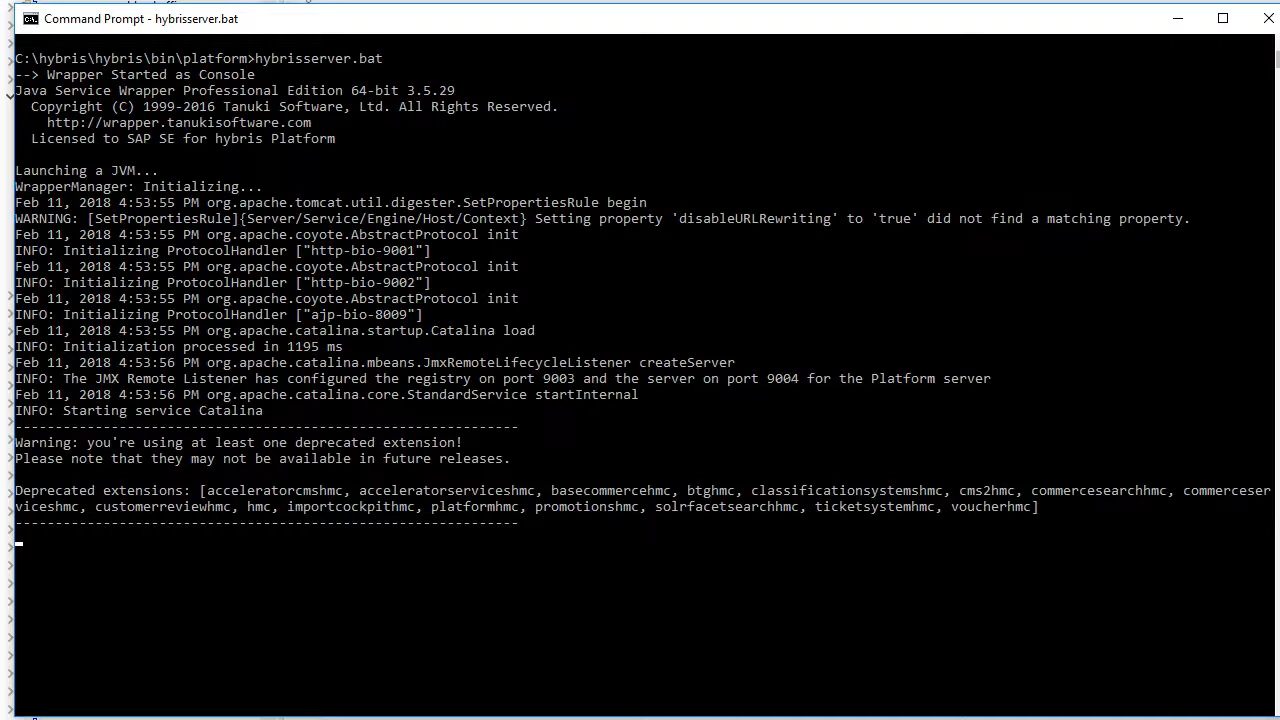 Command Prompt - hybrisserver.bat
C:\hybris\hybris\bin\platform>hybrisserver.bat
--> Wrapper Started as Console
Java Service Wrapper Professional Edition 64-bit 3.5.29
Copyright (C) 1999-2016 Tanuki Software, Ltd. All Rights Reserved.
http://wrapper.tanukisoftware.com
Licensed to SAP SE for hybris Platform
Launching a JVM...
WrapperManager: Initializing...
Feb 11, 2018 4:53:55 PM org.apache.tomcat.util.digester.SetPropertiesRule begin
WARNING: [SetPropertiesRule]{Server/Service/Engine/Host/Context} Setting property 'disableURLRewriting' to 'true' did not find a matching property.
Feb 11, 2018 4:53:55 PM org.apache.coyote.AbstractProtocol init
INFO: Initializing ProtocolHandler ["http-bio-9001"]
Feb 11, 2018 4:53:55 PM org.apache.coyote.AbstractProtocol init
INFO: Initializing ProtocolHandler ["http-bio-9002"]
Feb 11, 2018 4:53:55 PM org.apache.coyote.AbstractProtocol init
INFO: Initializing ProtocolHandler ["ajp-bio-8009"]
Feb 11, 2018 4:53:55 PM org.apache.catalina.startup.Catalina load
INFO: Initialization processed in 1195 ms
Feb 11, 2018 4:53:56 PM org.apache.catalina.mbeans.JmxRemoteLifecycleListener createServer
INFO: The JMX Remote Listener has configured the registry on port 9003 and the server on port 9004 for the Platform server
Feb 11, 2018 4:53:56 PM org.apache.catalina.core.StandardService startInternal
INFO: Starting service Catalina
---------------------------------------------------------------
Warning: you're using at least one deprecated extension!
Please note that they may not be available in future releases.
Deprecated extensions: [acceleratorcmshmc, acceleratorserviceshmc, basecommercehmc, btghmc, classificationsystemshmc, cms2hmc, commercesearchhmc, commerceser
viceshmc, customerreviewhmc, hmc, importcockpithmc, platformhmc, promotionshmc, solrfacetsearchhmc, ticketsystemhmc, voucherhmc]
---------------------------------------------------------------